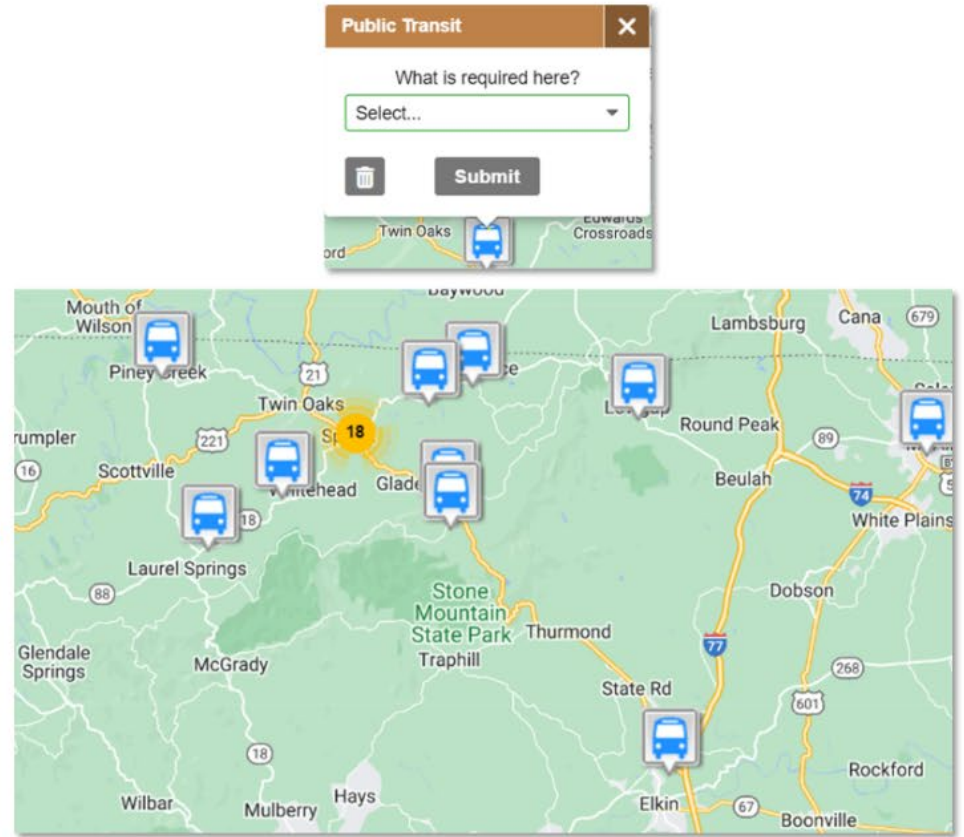 Public Transit
What is required here?
Select...
Submit
Twin Oaks
Edwards
Crossroads
Baywood
Mouth of
Wilson
Lambsburg
Cana
679
Piney Creek
21
Twin Oaks
18
221
Round Peak
89
16
Scottville
Whitehead
Beulah
18
74
White Plains
Laurel Springs
88
Stone
Mountain
State Park
Dobson
Thurmond
77
Glendale
Springs
McGrady
Traphill
268
State Rd
601
18
Rockford
Wilbar
Mulberry
Hays
Elkin
67
Boonville